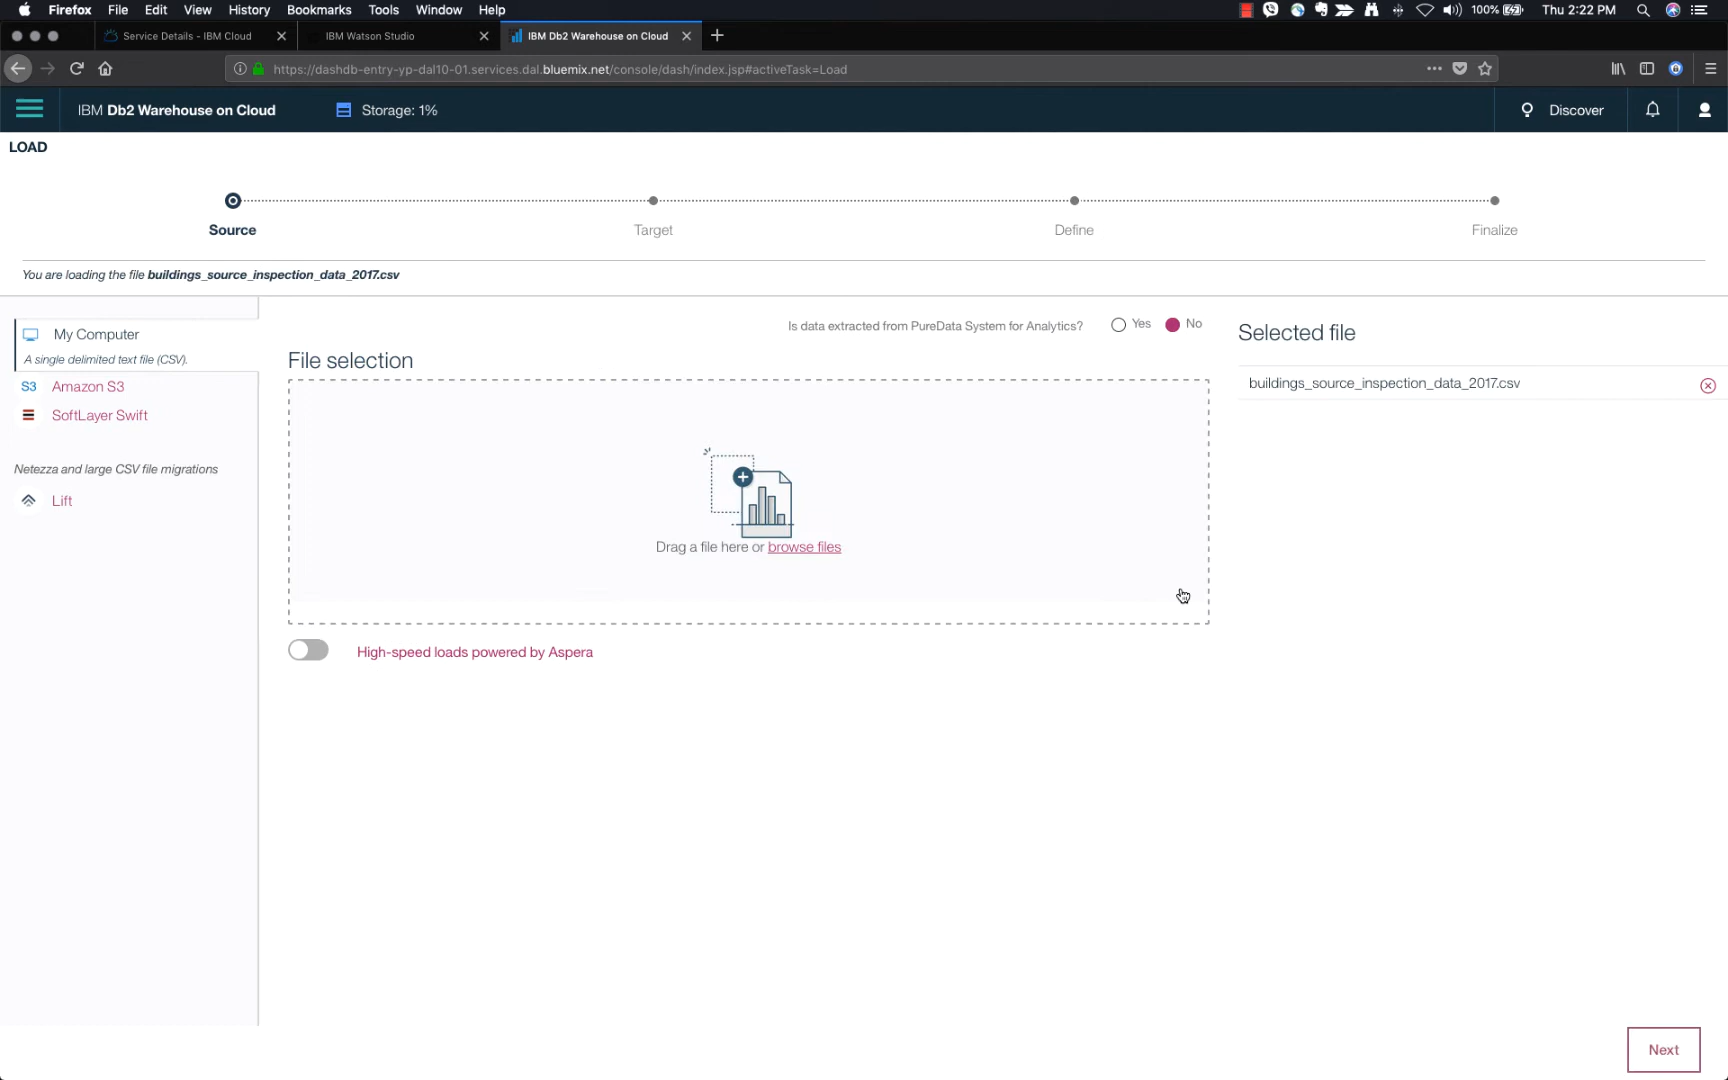 Firefox File Edit View History Bookmarks Tools Window Help 100% Thu 2:22 PM
Service Details - IBM Cloud IBM Watson Studio IBM Db2 Warehouse on Cloud
https://dashdb-entry-yp-dal10-01.services.dal.bluemix.net/console/dash/index.jsp#activeTask=Load
IBM Db2 Warehouse on Cloud Storage: 1% Discover
LOAD
Source Target Define Finalize
You are loading the file buildings_source_inspection_data_2017.csv
My Computer
A single delimited text file (CSV).
S3 Amazon S3
SoftLayer Swift
Netezza and large CSV file migrations
Lift
Is data extracted from PureData System for Analytics? Yes No
File selection
Drag a file here or browse files
High-speed loads powered by Aspera
Selected file
buildings_source_inspection_data_2017.csv
Next